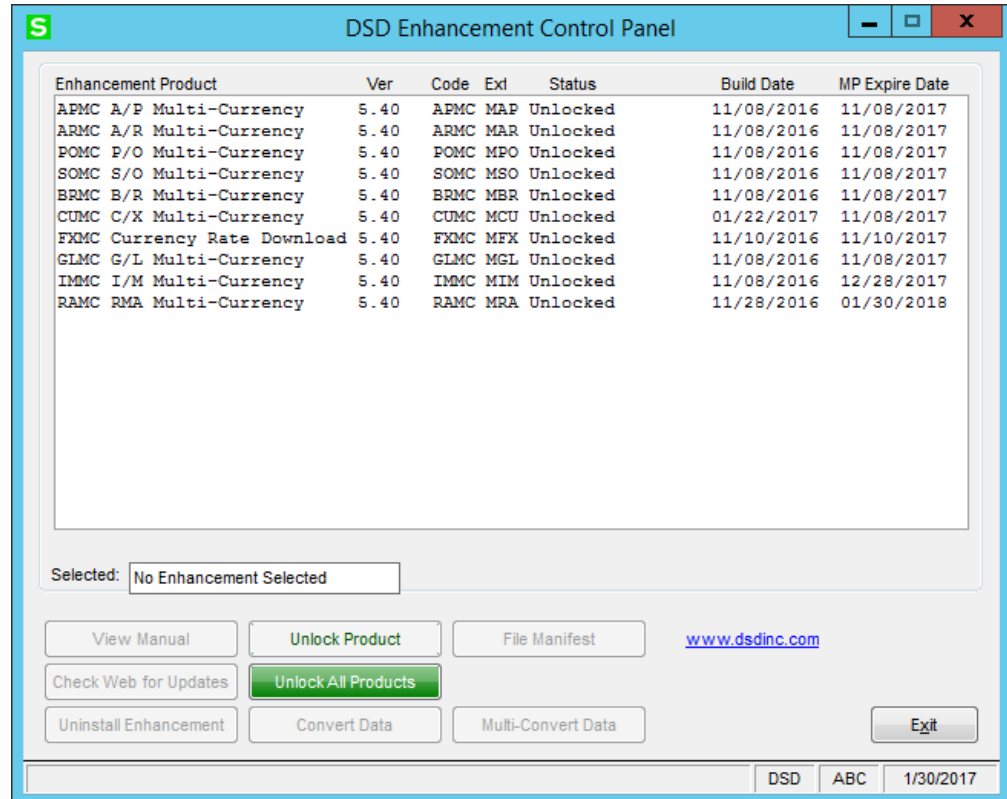 S DSD Enhancement Control Panel
Enhancement Product Ver Code Ext Status Build Date MP Expire Date
APMC A/P Multi-Currency 5.40 APMC MAP Unlocked 11/08/2016 11/08/2017
ARMC A/R Multi-Currency 5.40 ARMC MAR Unlocked 11/08/2016 11/08/2017
POMC P/O Multi-Currency 5.40 POMC MPO Unlocked 11/08/2016 11/08/2017
SOMC S/O Multi-Currency 5.40 SOMC MSO Unlocked 11/08/2016 11/08/2017
BRMC B/R Multi-Currency 5.40 BRMC MBR Unlocked 11/08/2016 11/08/2017
CUMC C/X Multi-Currency 5.40 CUMC MCU Unlocked 01/22/2017 11/08/2017
FXMC Currency Rate Download 5.40 FXMC MFX Unlocked 11/10/2016 11/10/2017
GLMC G/L Multi-Currency 5.40 GLMC MGL Unlocked 11/08/2016 11/08/2017
IMMC I/M Multi-Currency 5.40 IMMC MIM Unlocked 11/08/2016 12/28/2017
RAMC RMA Multi-Currency 5.40 RAMC MRA Unlocked 11/28/2016 01/30/2018
Selected: No Enhancement Selected
View Manual Unlock Product File Manifest www.dsdinc.com
Check Web for Updates Unlock All Products
Uninstall Enhancement Convert Data Multi-Convert Data Exit
DSD ABC 1/30/2017